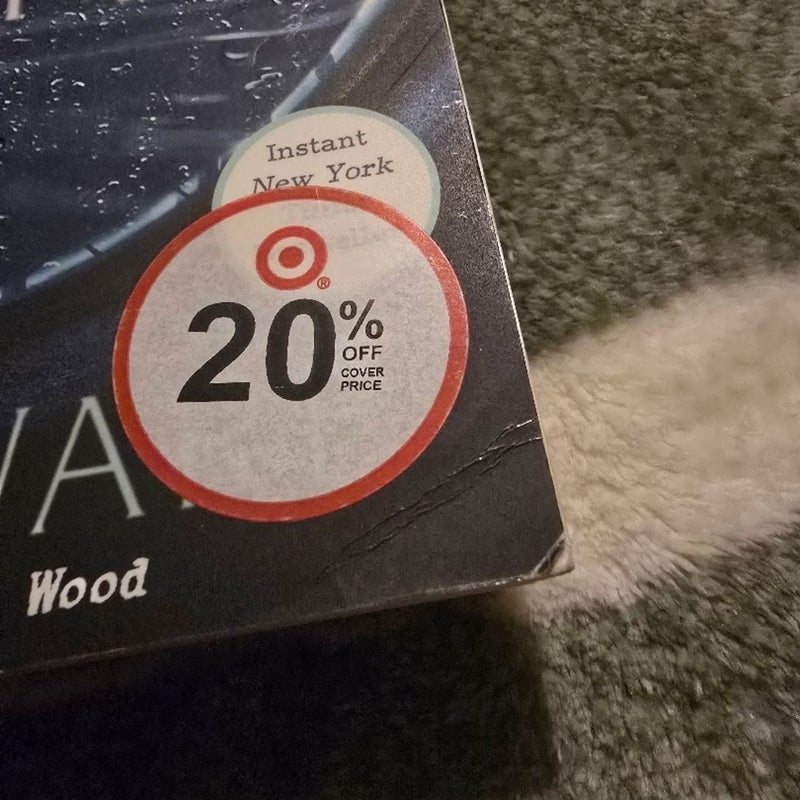 Instant
New York
®
20%
OFF
COVER
PRICE
WA
Wood